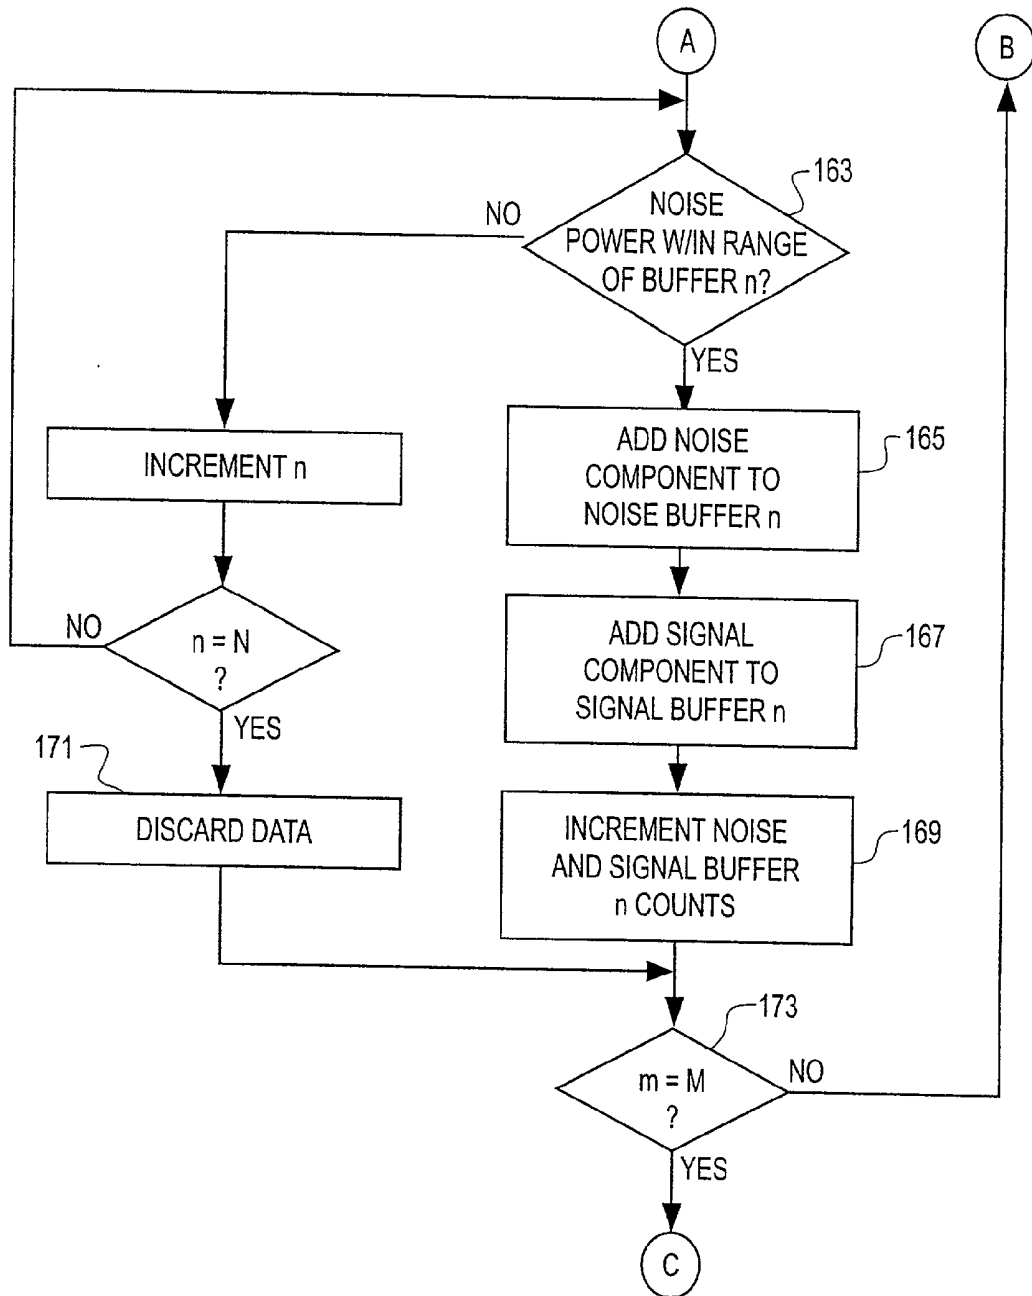 A
B
163
NOISE
POWER W/IN RANGE
OF BUFFER n?
NO
YES
INCREMENT n
ADD NOISE
COMPONENT TO
NOISE BUFFER n
165
n = N
?
NO
YES
ADD SIGNAL
COMPONENT TO
SIGNAL BUFFER n
167
171
DISCARD DATA
INCREMENT NOISE
AND SIGNAL BUFFER
n COUNTS
169
173
m = M
?
NO
YES
C